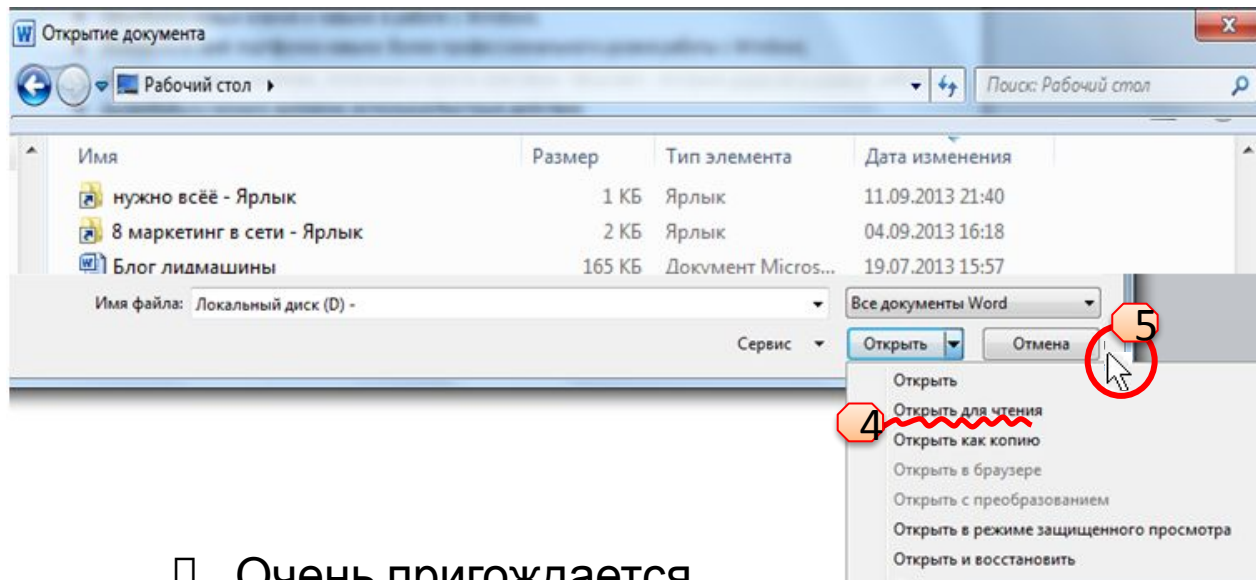 Открытие документа
Рабочий стол
Поиск: Рабочий стол
Имя Размер Тип элемента Дата изменения
нужно всёё - Ярлык 1 КБ Ярлык 11.09.2013 21:40
8 маркетинг в сети - Ярлык 2 КБ Ярлык 04.09.2013 16:18
Блог лидмашины 165 КБ Документ Micros... 19.07.2013 15:57
Имя файла: Локальный диск (D) - Все документы Word
5
Сервис Открыть Отмена
Открыть
4 Открыть для чтения
Открыть как копию
Открыть в браузере
Открыть с преобразованием
Открыть в режиме защищенного просмотра
Открыть и восстановить
Очень пригождается